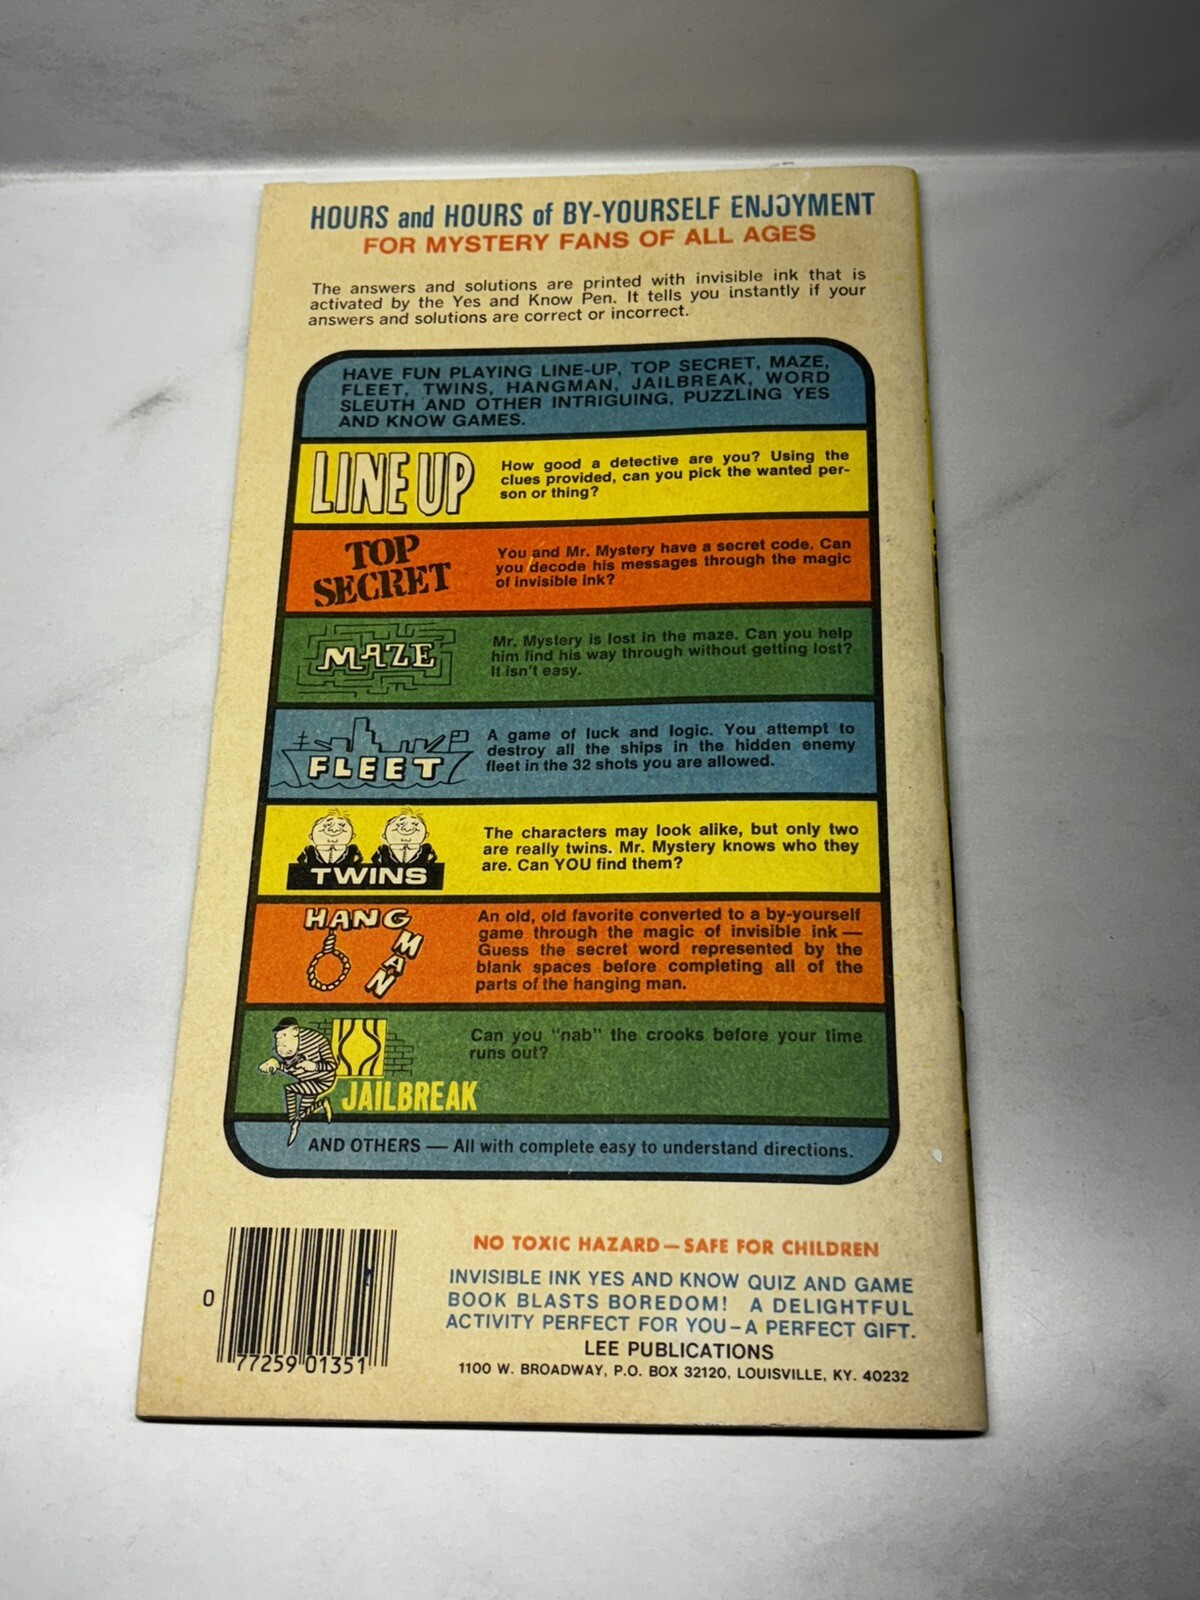 HOURS and HOURS of BY-YOURSELF ENJOYMENT
FOR MYSTERY FANS OF ALL AGES
The answers and solutions are printed with invisible ink that is
activated by the Yes and Know Pen. It tells you instantly if your
answers and solutions are correct or incorrect.
HAVE FUN PLAYING LINE-UP, TOP SECRET, MAZE,
FLEET, TWINS, HANGMAN, JAILBREAK, WORD
SLEUTH AND OTHER INTRIGUING, PUZZLING YES
AND KNOW GAMES.
LINE UP
How good a detective are you? Using the
clues provided, can you pick the wanted per-
son or thing?
TOP
SECRET
You and Mr. Mystery have a secret code. Can
you decode his messages through the magic
of invisible ink?
MAZE
Mr. Mystery is lost in the maze. Can you help
him find his way through without getting lost?
It isn't easy.
FLEET
A game of luck and logic. You attempt to
destroy all the ships in the hidden enemy
fleet in the 32 shots you are allowed.
TWINS
The characters may look alike, but only two
are really twins. Mr. Mystery knows who they
are. Can YOU find them?
HANGMAN
An old, old favorite converted to a by-yourself
game through the magic of invisible ink —
Guess the secret word represented by the
blank spaces before completing all of the
parts of the hanging man.
JAILBREAK
Can you "nab" the crooks before your time
runs out?
AND OTHERS — All with complete easy to understand directions.
NO TOXIC HAZARD — SAFE FOR CHILDREN
INVISIBLE INK YES AND KNOW QUIZ AND GAME
BOOK BLASTS BOREDOM! A DELIGHTFUL
ACTIVITY PERFECT FOR YOU–A PERFECT GIFT.
LEE PUBLICATIONS
1100 W. BROADWAY, P.O. BOX 32120, LOUISVILLE, KY. 40232
0 77259 01351